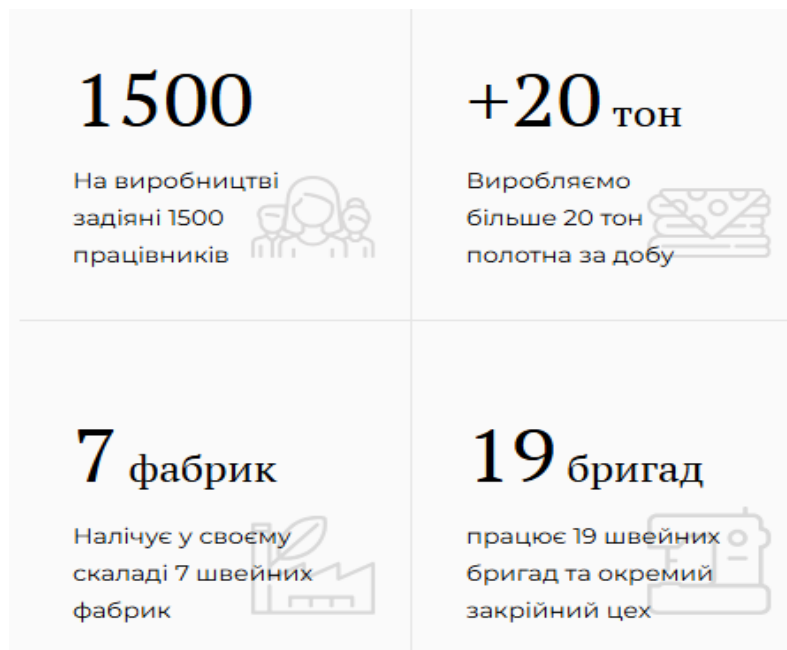 1500
На виробництві
задіяні 1500
працівників
+20 тон
Виробляємо
більше 20 тон
полотна за добу
7 фабрик
Налічує у своєму
скаладі 7 швейних
фабрик
19 бригад
працює 19 швейних
бригад та окремий
закрійний цех